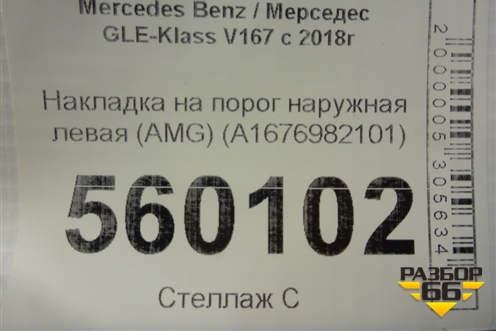 Mercedes Benz / Мерседес
GLE-Klass V167 с 2018г
Накладка на порог наружная
левая (AMG) (A1676982101)
560102
Стеллаж С
2000005305634
РАЗБОР
66